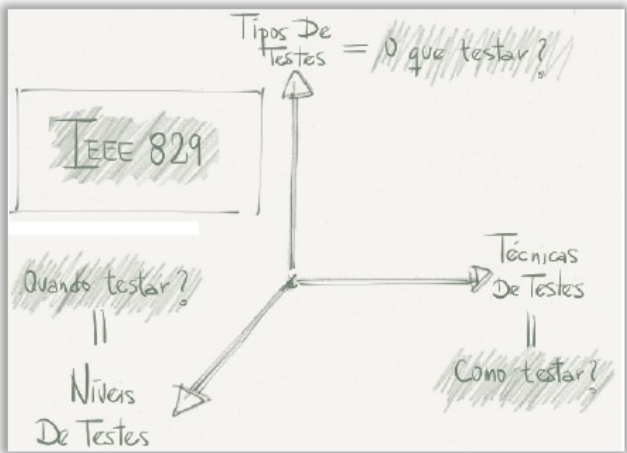 Tipos De
Testes = O que testar?
IEEE 829
Técnicas
De Testes
||
Como testar?
Quando testar?
||
Níveis
De Testes